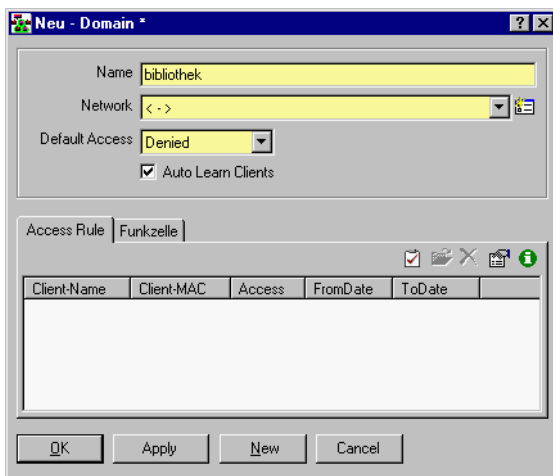 Neu - Domain *
Name bibliothek
Network < - >
Default Access Denied
Auto Learn Clients
Access Rule Funkzelle
Client-Name Client-MAC Access FromDate ToDate
OK Apply New Cancel